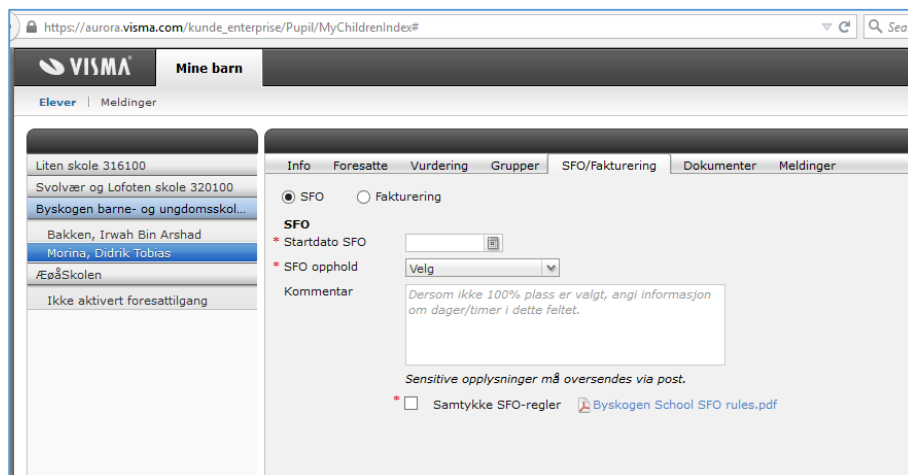 https://aurora.visma.com/kunde_enterprise/Pupil/MyChildrenIndex#
Sea
VISMA
Mine barn
Elever | Meldinger
Liten skole 316100
Svolvær og Lofoten skole 320100
Byskogen barne- og ungdomsskol...
Bakken, Irwah Bin Arshad
Morina, Didrik Tobias
ÆøåSkolen
Ikke aktivert foresattilgang
Info Foresatte Vurdering Grupper SFO/Fakturering Dokumenter Meldinger
SFO Fakturering
SFO
* Startdato SFO
* SFO opphold Velg
Kommentar Dersom ikke 100% plass er valgt, angi informasjon
om dager/timer i dette feltet.
Sensitive opplysninger må oversendes via post.
* Samtykke SFO-regler Byskogen School SFO rules.pdf